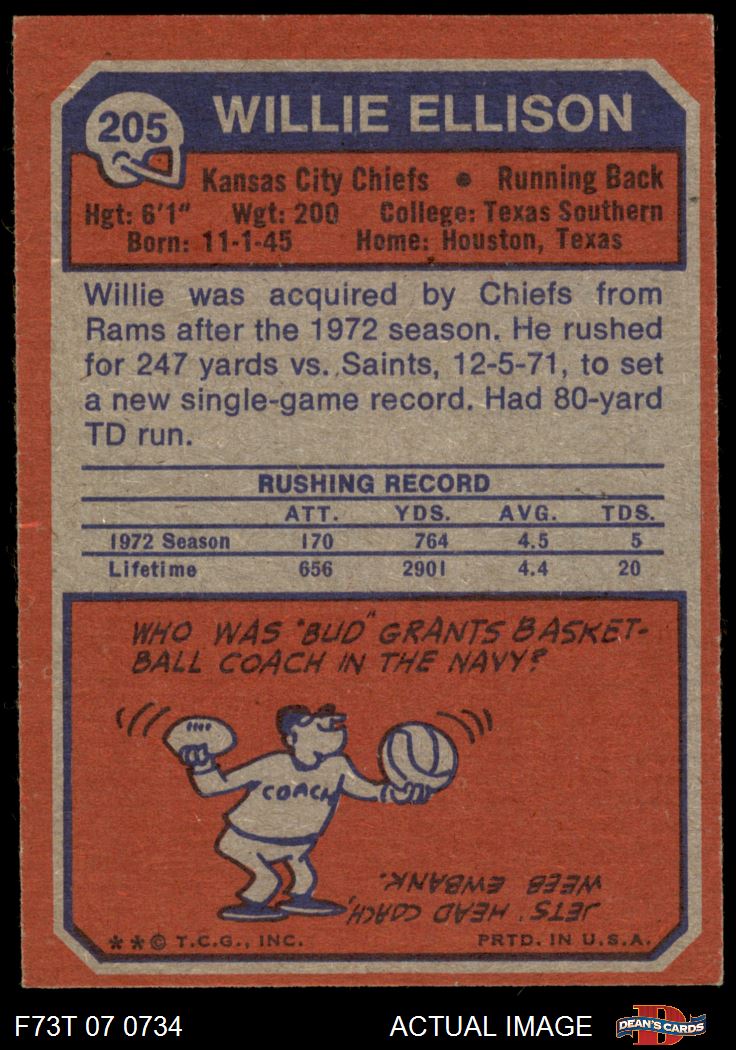 205
WILLIE ELLISON
Kansas City Chiefs • Running Back
Hgt: 6'1" Wgt: 200 College: Texas Southern
Born: 11-1-45 Home: Houston, Texas
Willie was acquired by Chiefs from
Rams after the 1972 season. He rushed
for 247 yards vs. Saints, 12-5-71, to set
a new single-game record. Had 80-yard
TD run.
RUSHING RECORD
ATT. YDS. AVG. TDS.
1972 Season 170 764 4.5 5
Lifetime 656 2901 4.4 20
WHO WAS "BUD" GRANTS BASKET-
BALL COACH IN THE NAVY?
COACH
JETS' HEAD COACH,
WEEB EWBANK.
**© T.C.G., INC. PRTD. IN U.S.A.
F73T 07 0734 ACTUAL IMAGE
D
DEAN'S CARDS